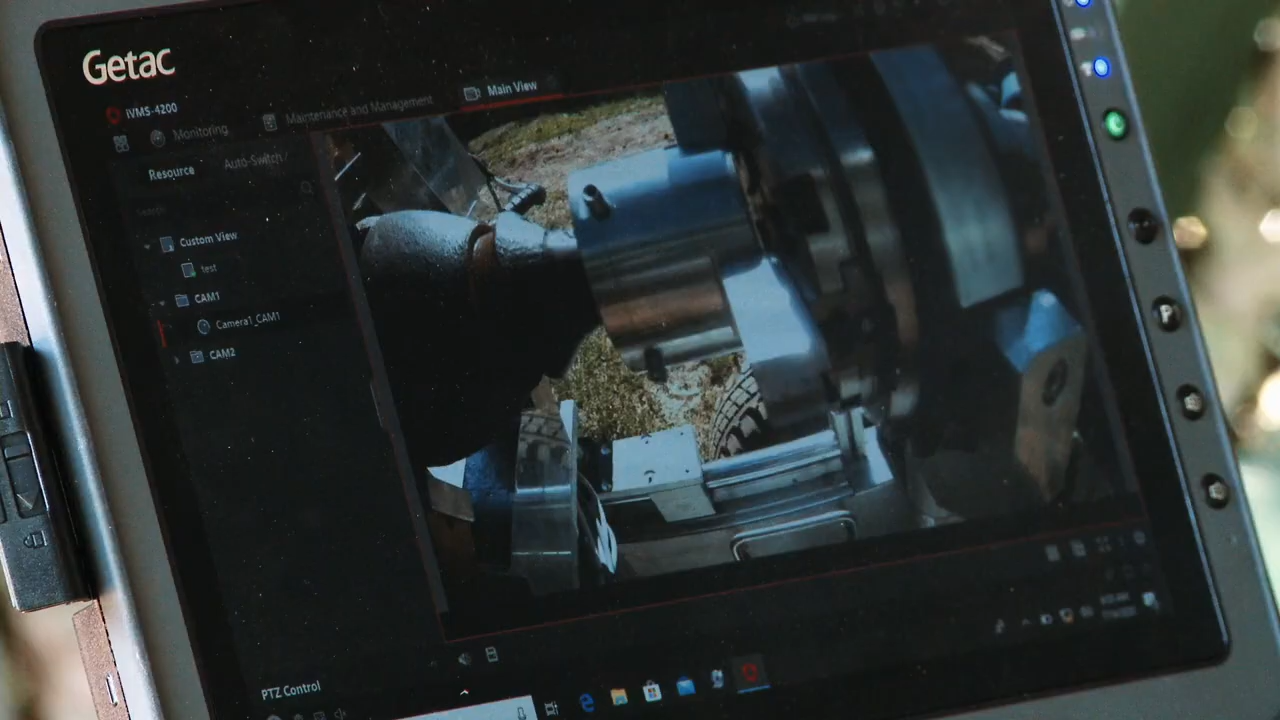 Getac
iVMS-4200
Monitoring
Maintenance and Management
Main View
Resource
Auto-Switch
Custom View
test
CAM1
Camera1_CAM1
CAM2
PTZ Control
P